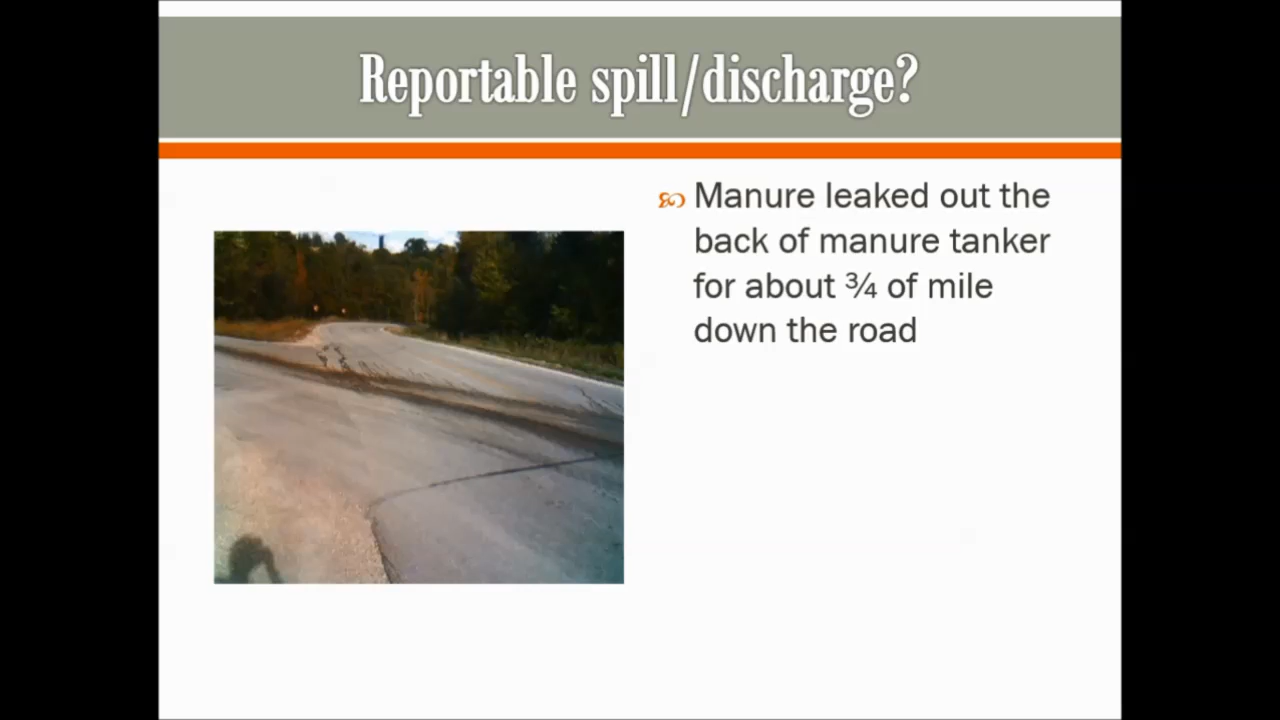 Reportable spill/discharge?
Manure leaked out the
back of manure tanker
for about ¾ of mile
down the road